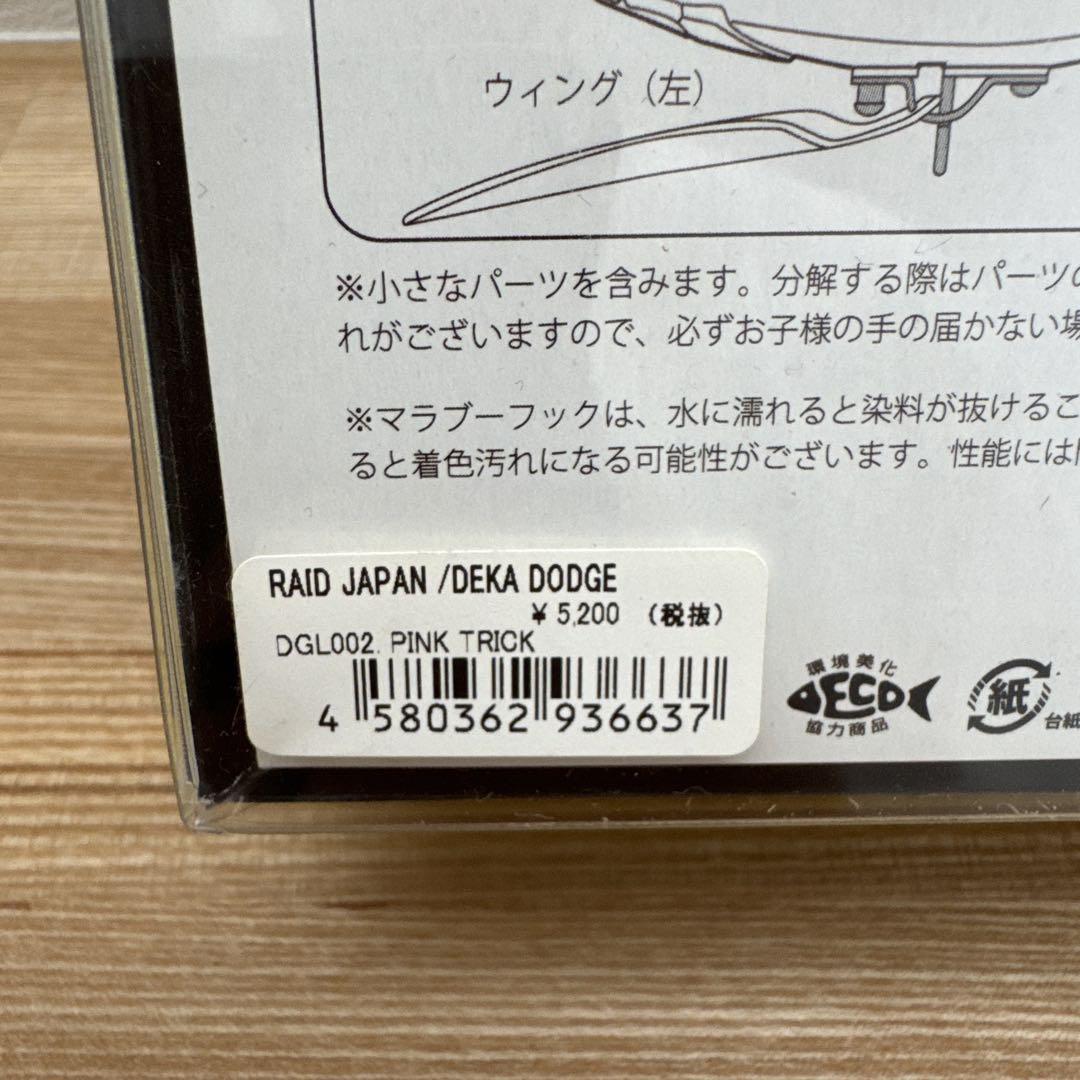 ウィング（左）
※小さなパーツを含みます。分解する際はパーツの
れがございますので、必ずお子様の手の届かない場
※マラブーフックは、水に濡れると染料が抜けるこ
ると着色汚れになる可能性がございます。性能には
RAID JAPAN /DEKA DODGE
¥ 5,200 （税抜）
DGL002. PINK TRICK
4 580362 936637
環境美化
ECO
協力商品
紙
台紙